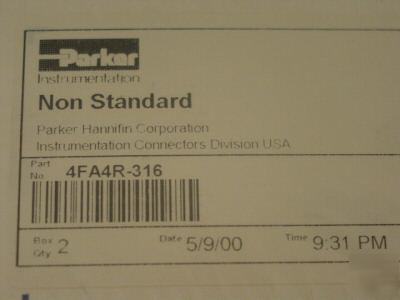 Parker
Instrumentation
Non Standard
Parker Hannifin Corporation
Instrumentation Connectors Division USA
Part No. 4FA4R-316
Box Qty 2 Date 5/9/00 Time 9:31 PM